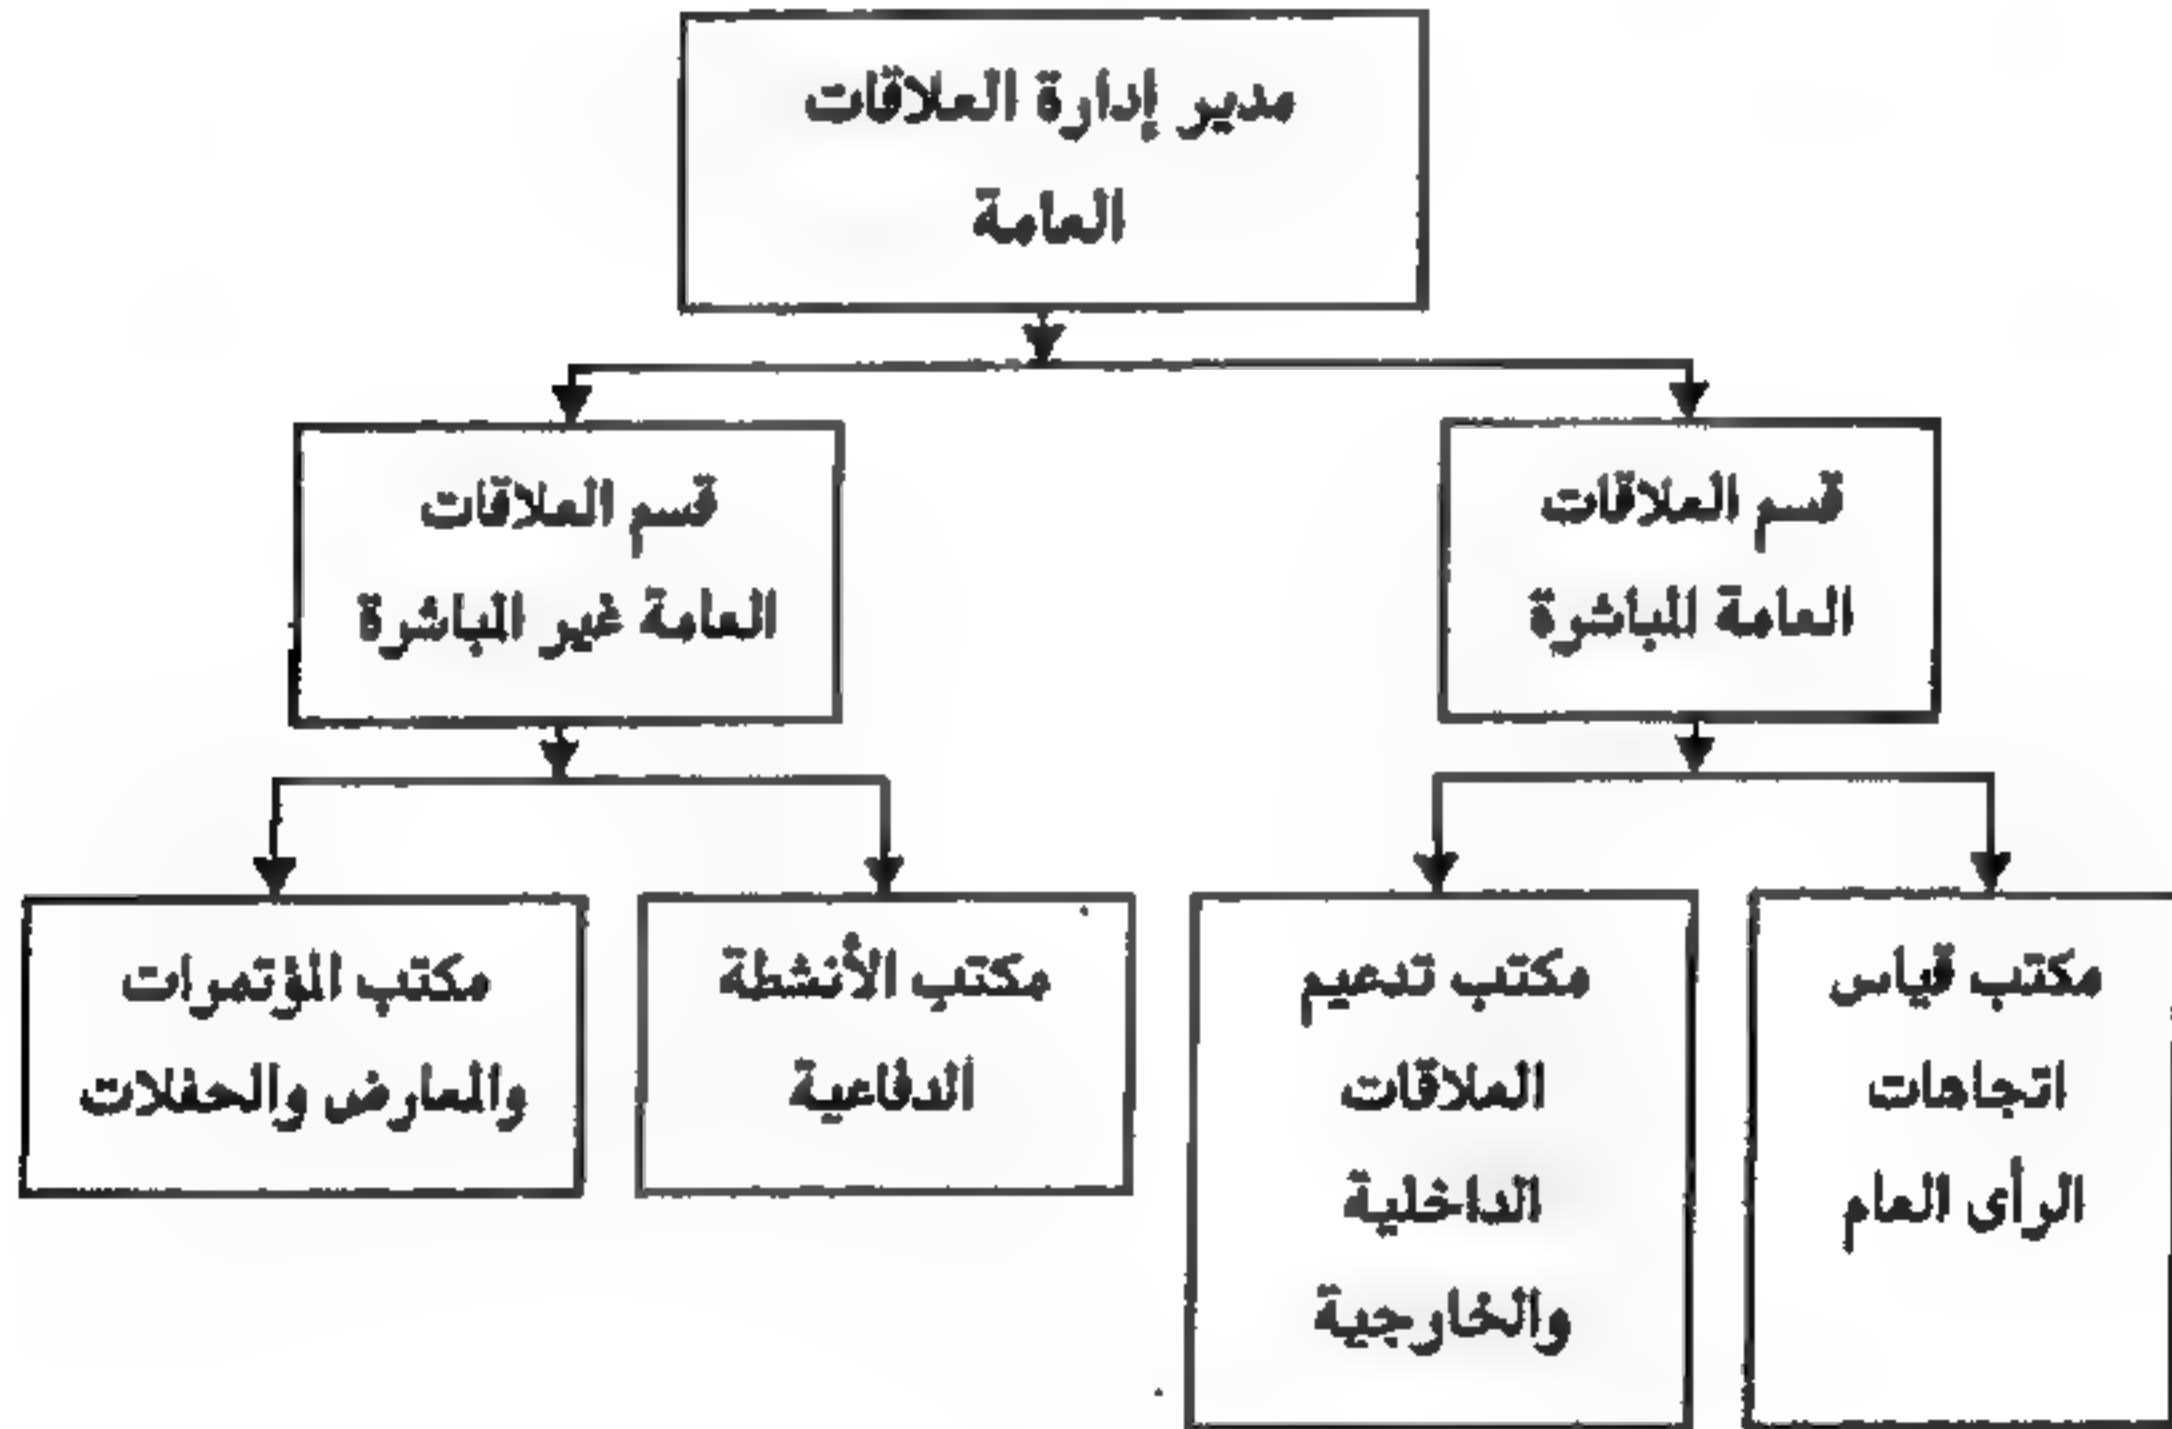 مدير إدارة العلاقات
العامة
قسم العلاقات
العامة المباشرة
قسم العلاقات
العامة غير المباشرة
مكتب قياس
اتجاهات
الرأى العام
مكتب تدعيم
العلاقات
الداخلية
والخارجية
مكتب الأنشطة
الدفاعية
مكتب المؤتمرات
والمعارض والحفلات